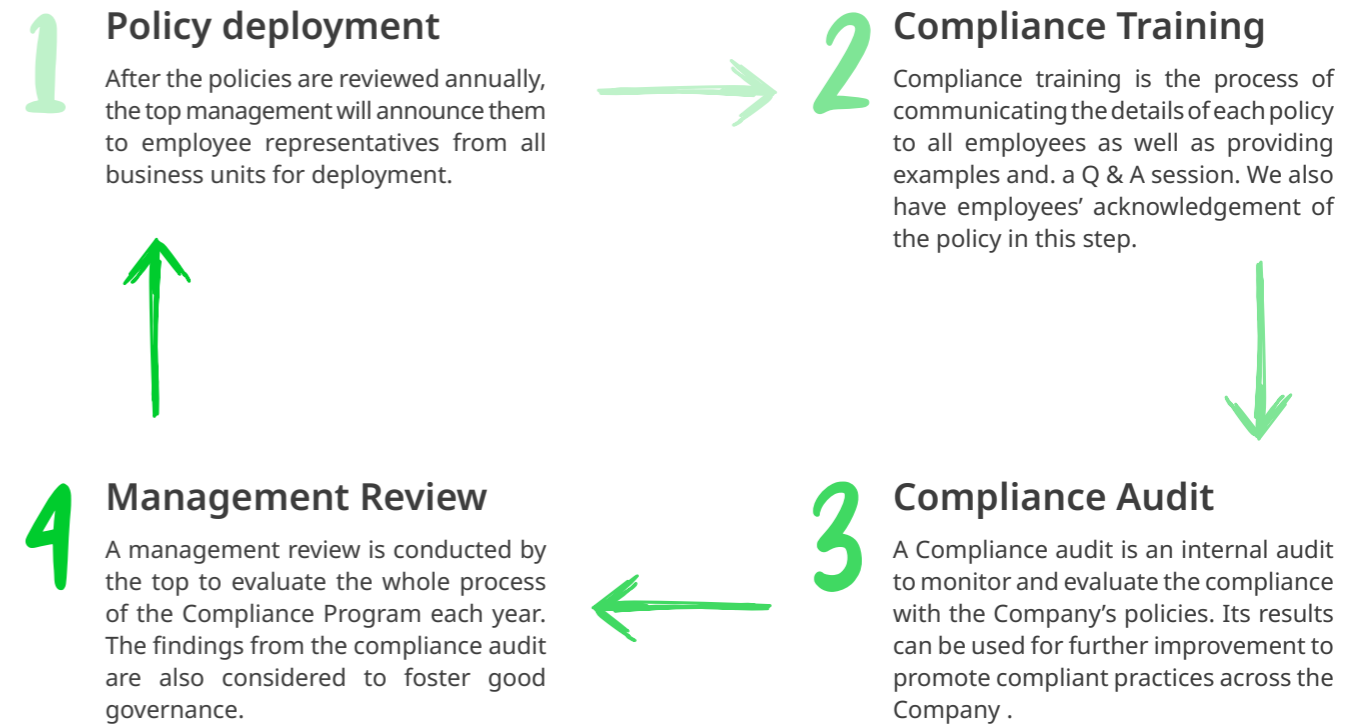 1
Policy deployment
After the policies are reviewed annually,
the top management will announce them
to employee representatives from all
business units for deployment.
2
Compliance Training
Compliance training is the process of
communicating the details of each policy
to all employees as well as providing
examples and. a Q & A session. We also
have employees’ acknowledgement of
the policy in this step.
3
Compliance Audit
A Compliance audit is an internal audit
to monitor and evaluate the compliance
with the Company’s policies. Its results
can be used for further improvement to
promote compliant practices across the
Company .
4
Management Review
A management review is conducted by
the top to evaluate the whole process
of the Compliance Program each year.
The findings from the compliance audit
are also considered to foster good
governance.